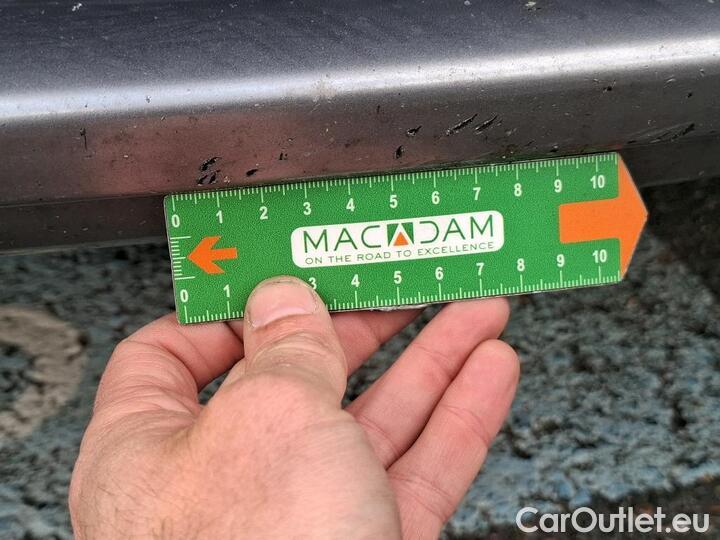 0 1 2 3 4 5 6 7 8 9 10
MACADAM
ON THE ROAD TO EXCELLENCE
0 1 3 4 5 6 7 8 9 10
CarOutlet.eu